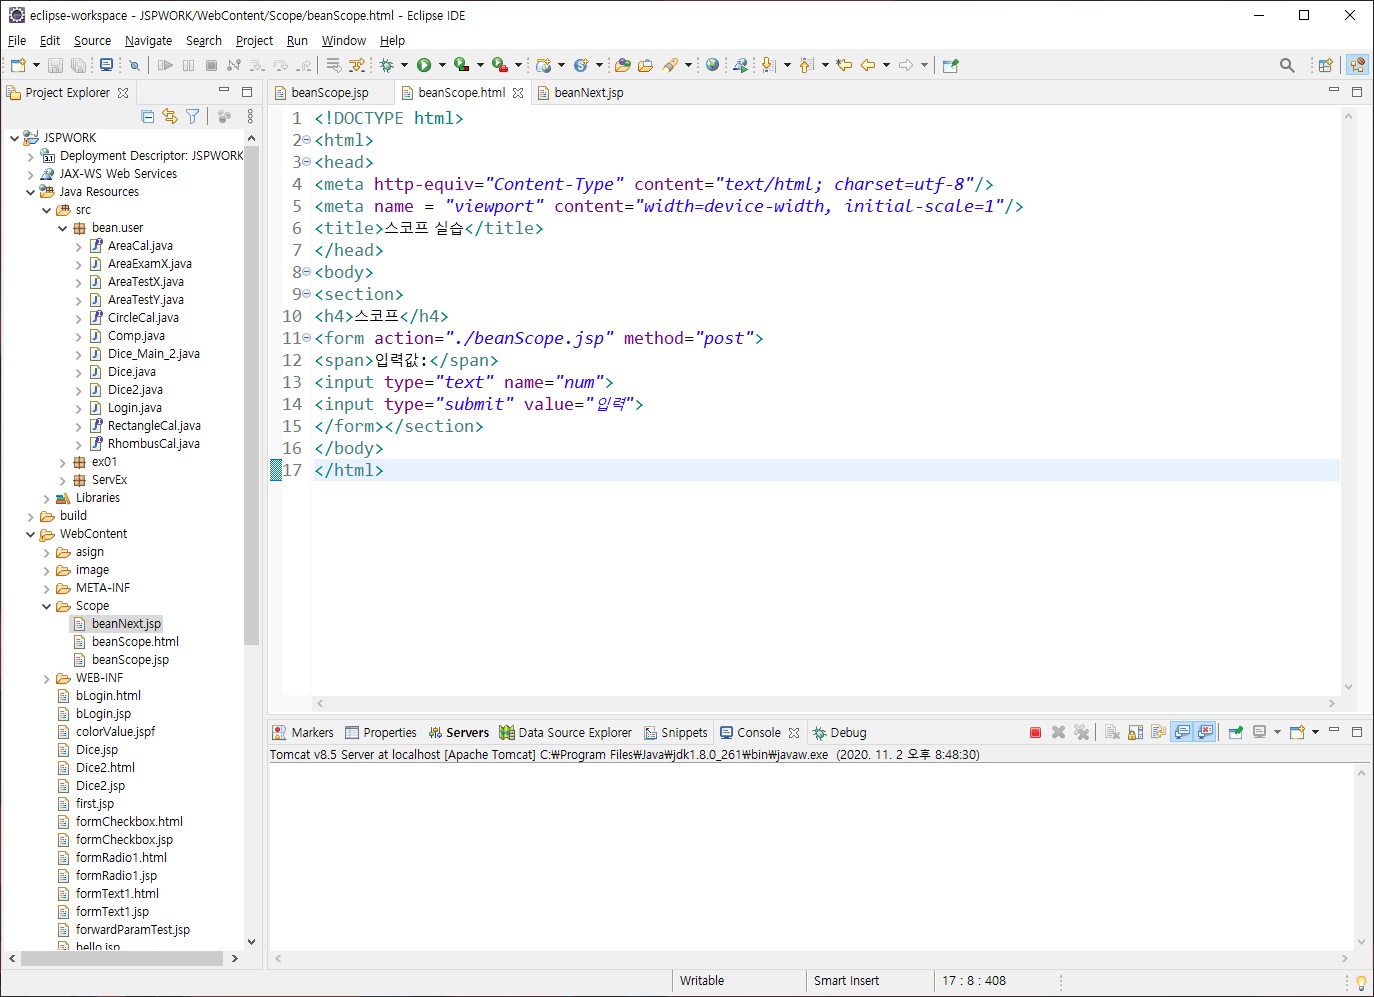 eclipse-workspace - JSPWORK/WebContent/Scope/beanScope.html - Eclipse IDE
File Edit Source Navigate Search Project Run Window Help
Project Explorer
JSPWORK
Deployment Descriptor: JSPWORK
JAX-WS Web Services
Java Resources
src
bean.user
AreaCal.java
AreaExamX.java
AreaTestX.java
AreaTestY.java
CircleCal.java
Comp.java
Dice_Main_2.java
Dice.java
Dice2.java
Login.java
RectangleCal.java
RhombusCal.java
ex01
ServEx
Libraries
build
WebContent
asign
image
META-INF
Scope
beanNext.jsp
beanScope.html
beanScope.jsp
WEB-INF
bLogin.html
bLogin.jsp
colorValue.jspf
Dice.jsp
Dice2.html
Dice2.jsp
first.jsp
formCheckbox.html
formCheckbox.jsp
formRadio1.html
formRadio1.jsp
formText1.html
formText1.jsp
forwardParamTest.jsp
hello.jsp
beanScope.jsp beanScope.html beanNext.jsp
1 <!DOCTYPE html>
2 <html>
3 <head>
4 <meta http-equiv="Content-Type" content="text/html; charset=utf-8"/>
5 <meta name = "viewport" content="width=device-width, initial-scale=1"/>
6 <title>스코프 실습</title>
7 </head>
8 <body>
9 <section>
10 <h4>스코프</h4>
11 <form action="./beanScope.jsp" method="post">
12 <span>입력값:</span>
13 <input type="text" name="num">
14 <input type="submit" value="입력">
15 </form></section>
16 </body>
17 </html>
Markers Properties Servers Data Source Explorer Snippets Console Debug
Tomcat v8.5 Server at localhost [Apache Tomcat] C:₩Program Files₩Java₩jdk1.8.0_261₩bin₩javaw.exe (2020. 11. 2 오후 8:48:30)
Writable Smart Insert 17 : 8 : 408